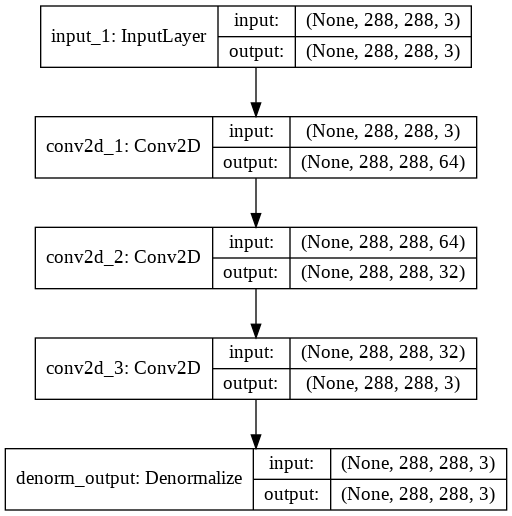 input_1: InputLayer
input: (None, 288, 288, 3)
output: (None, 288, 288, 3)
conv2d_1: Conv2D
input: (None, 288, 288, 3)
output: (None, 288, 288, 64)
conv2d_2: Conv2D
input: (None, 288, 288, 64)
output: (None, 288, 288, 32)
conv2d_3: Conv2D
input: (None, 288, 288, 32)
output: (None, 288, 288, 3)
denorm_output: Denormalize
input: (None, 288, 288, 3)
output: (None, 288, 288, 3)